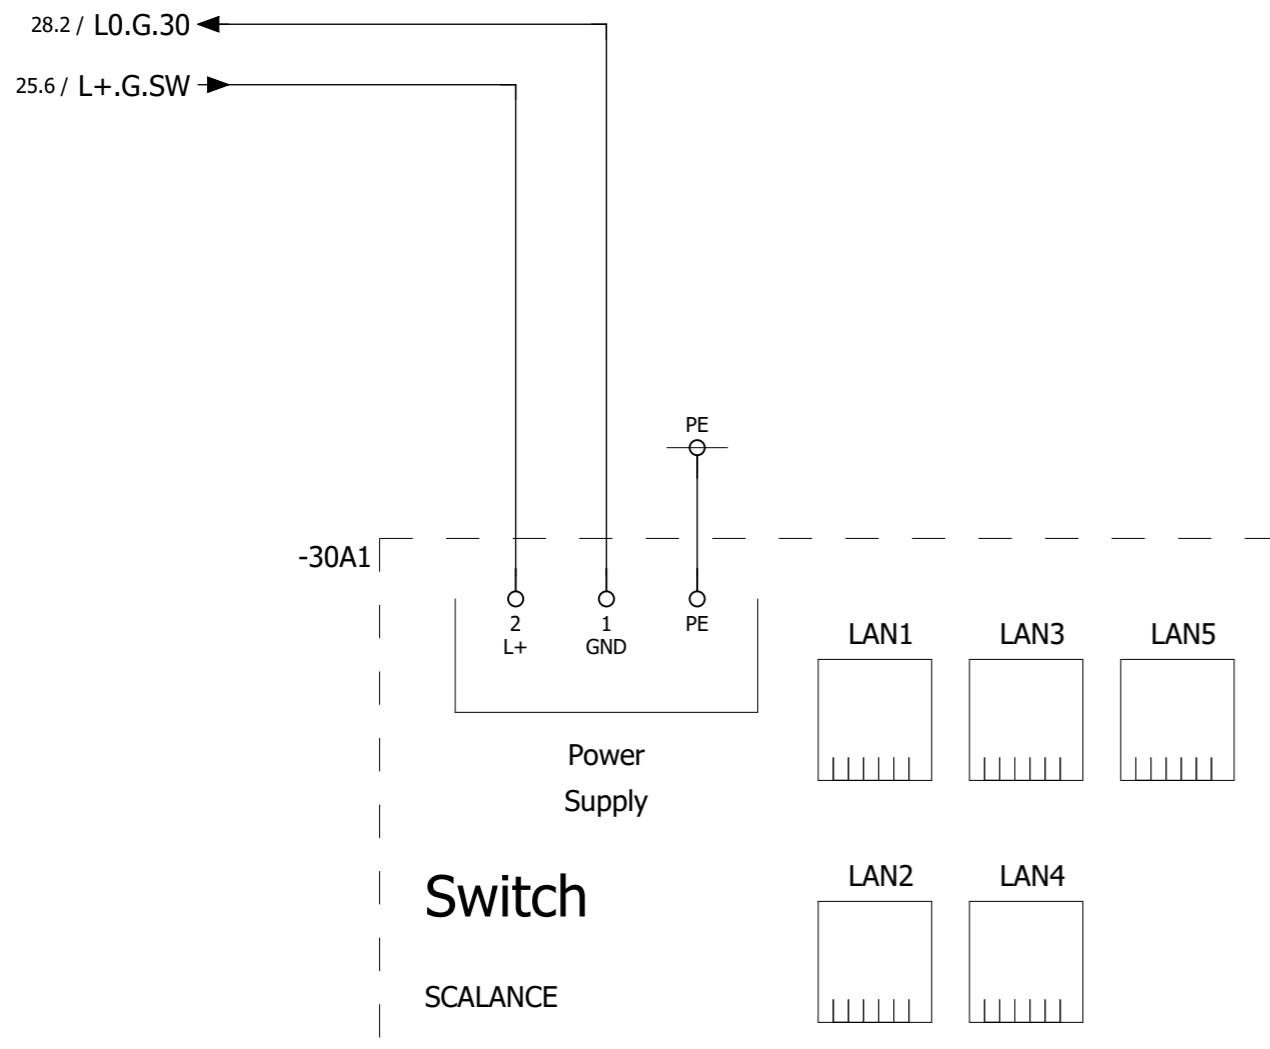 28.2 / L0.G.30
25.6 / L+.G.SW
PE
-30A1
2
L+
1
GND
PE
LAN1
LAN3
LAN5
Power
Supply
LAN2
LAN4
Switch
SCALANCE